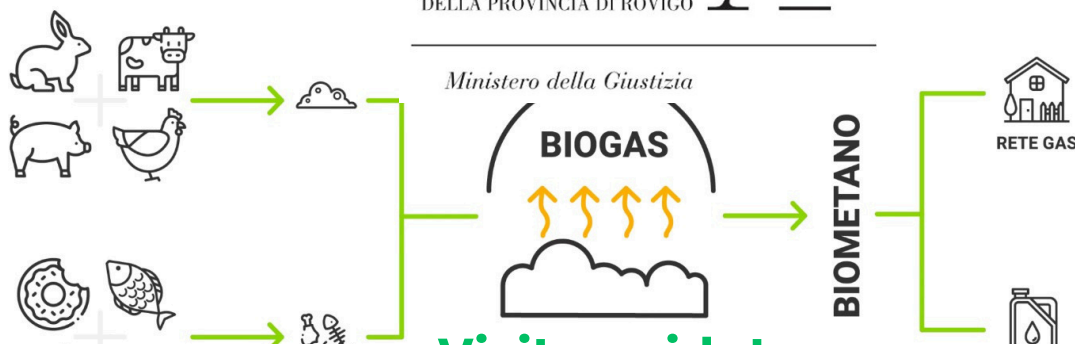 DELLA PROVINCIA DI ROVIGO
Ministero della Giustizia
BIOGAS
BIOMETANO
RETE GAS